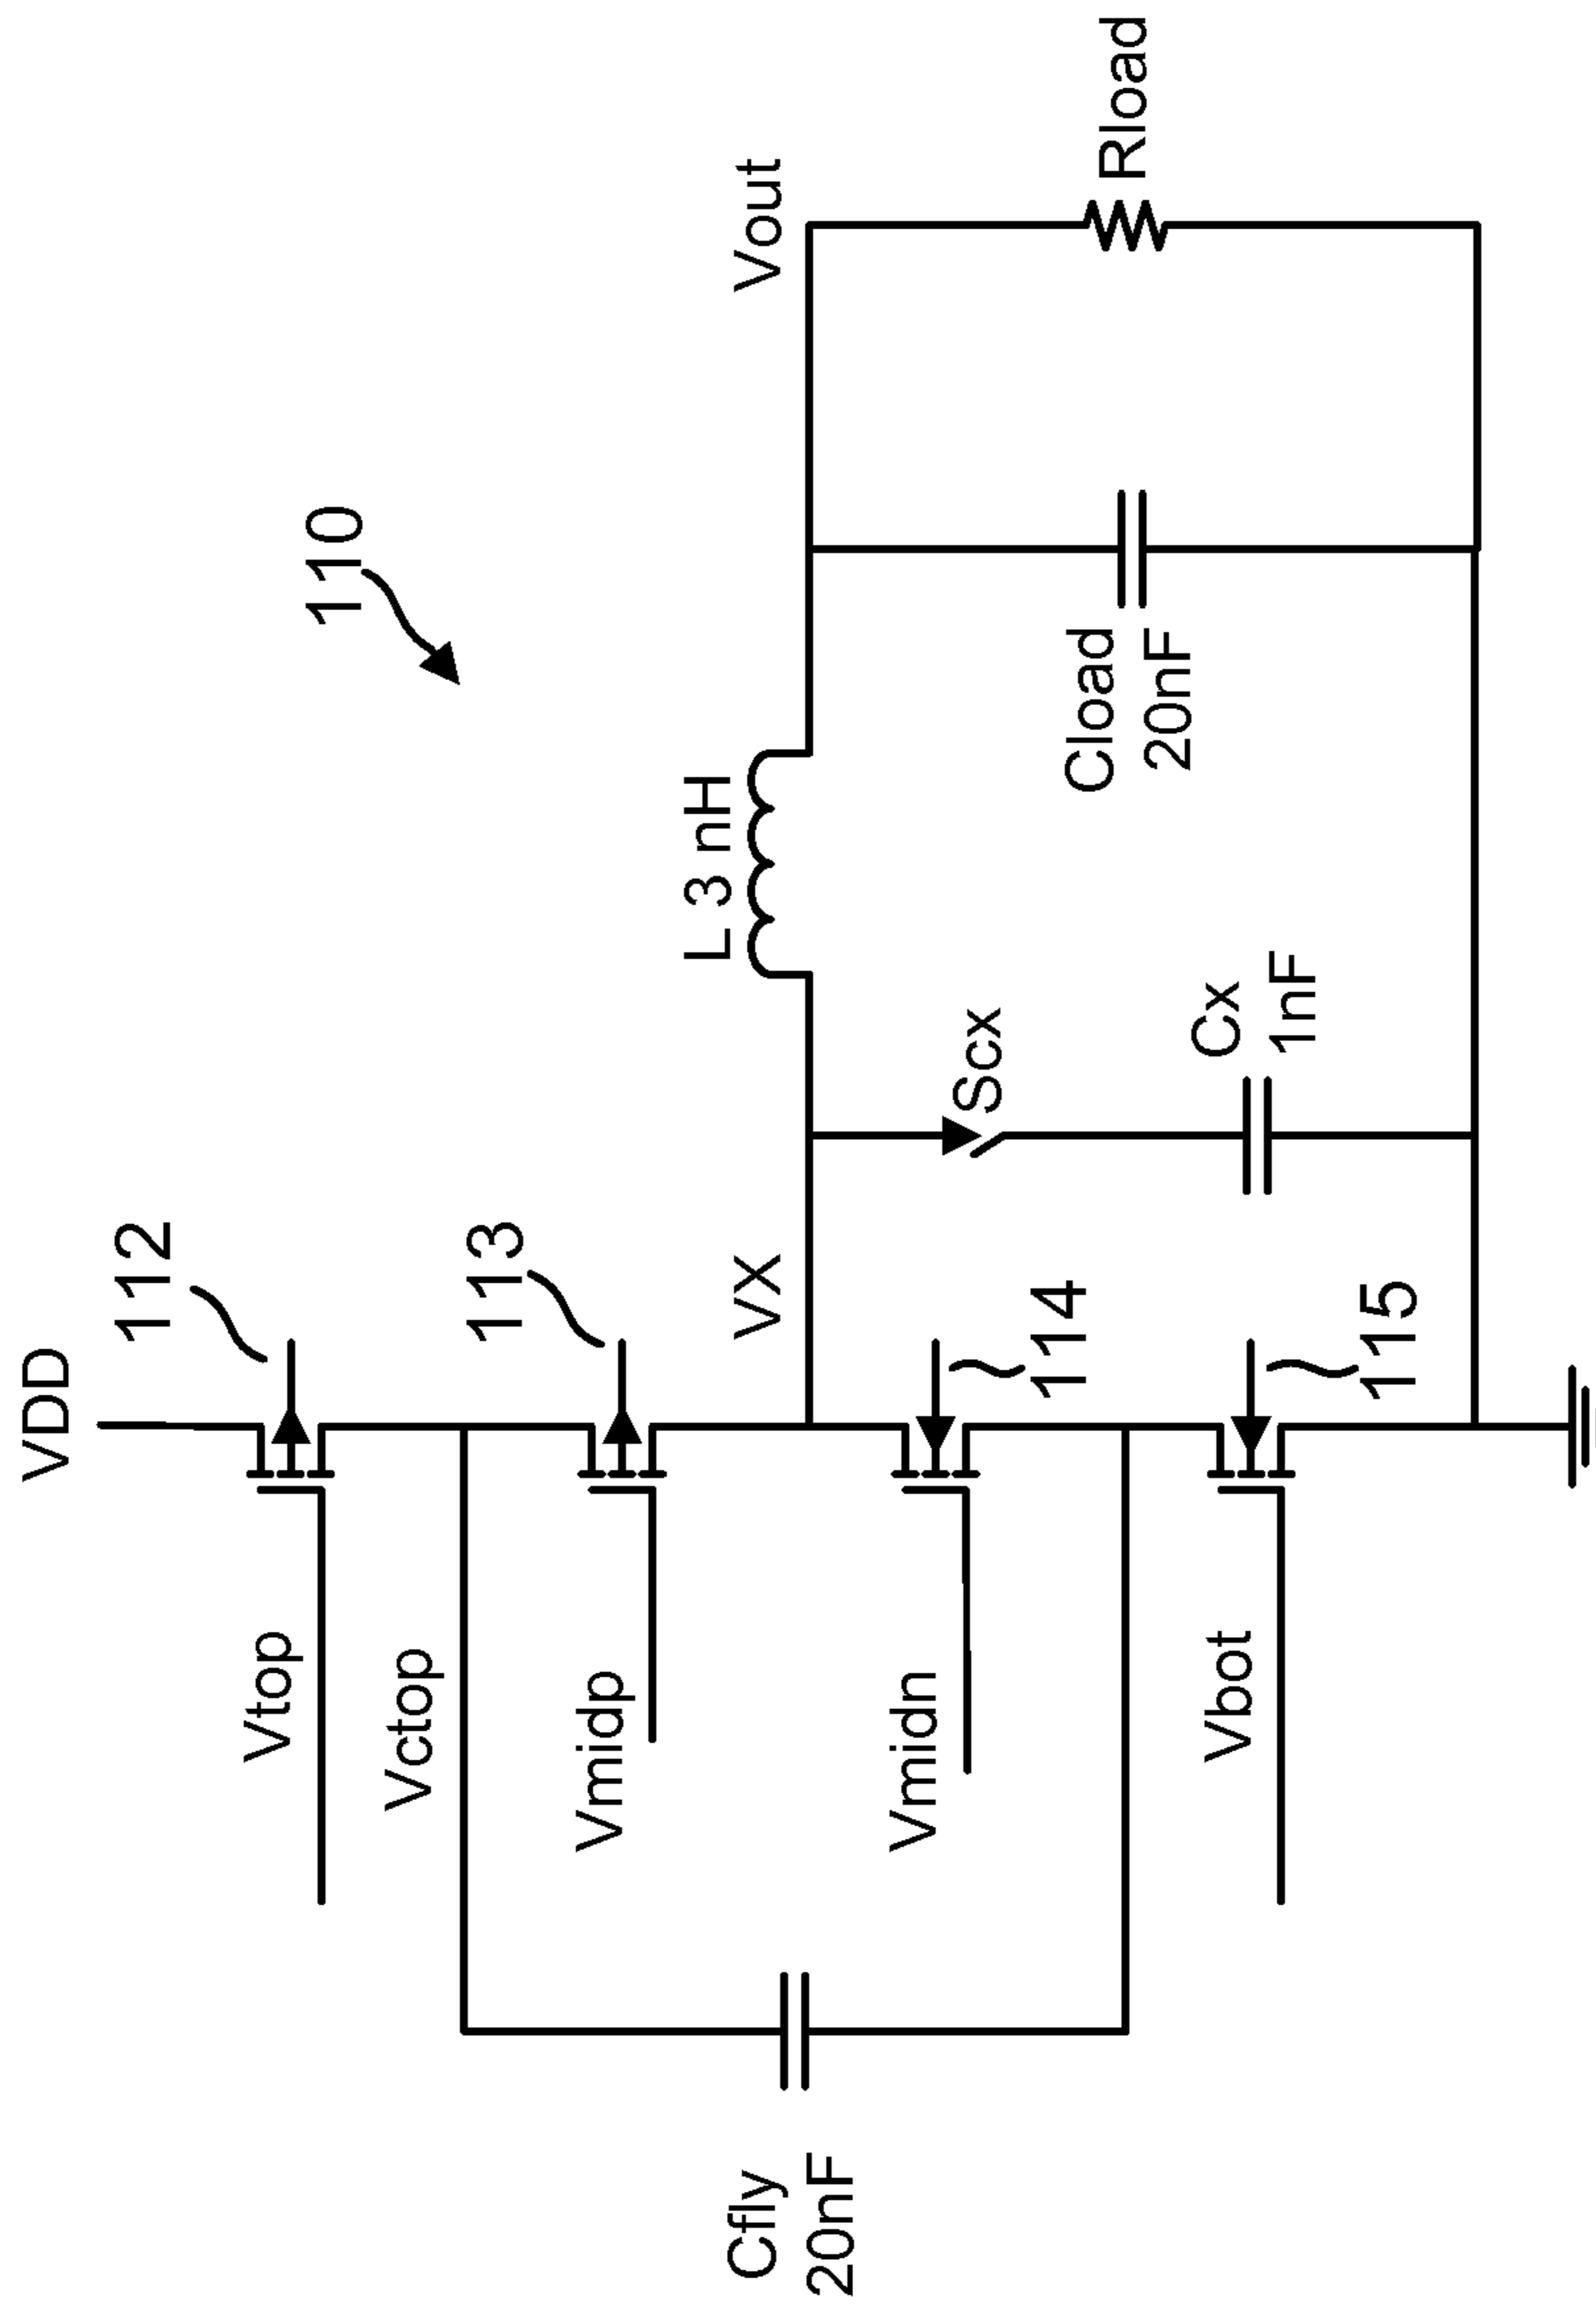 110
VDD
112
Vtop
Vctop
113
Vmidp
VX
L 3 nH
Vout
Cfly
20nF
Vmidn
114
Scx
Cx
1nF
Cload
20nF
Rload
Vbot
115